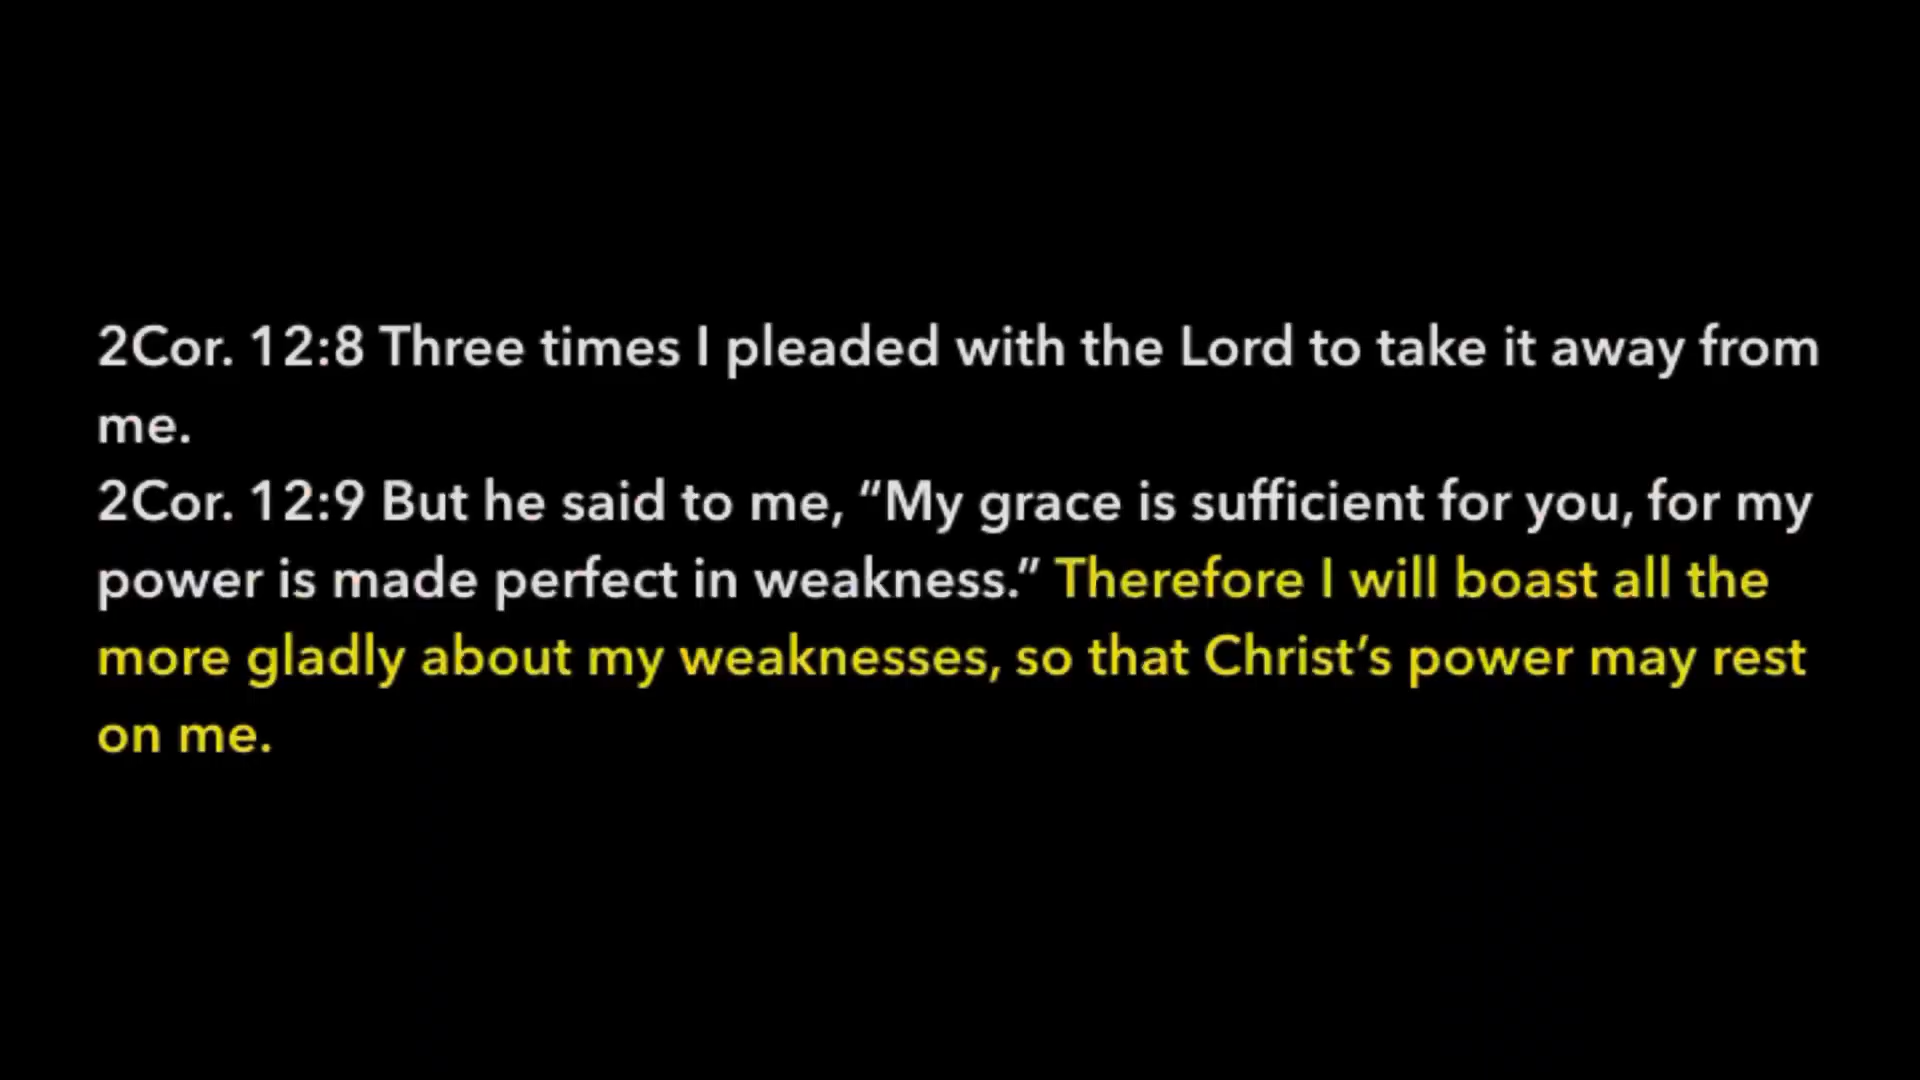 2Cor. 12:8 Three times I pleaded with the Lord to take it away from
me.
2Cor. 12:9 But he said to me, “My grace is sufficient for you, for my
power is made perfect in weakness.” Therefore I will boast all the
more gladly about my weaknesses, so that Christ’s power may rest
on me.